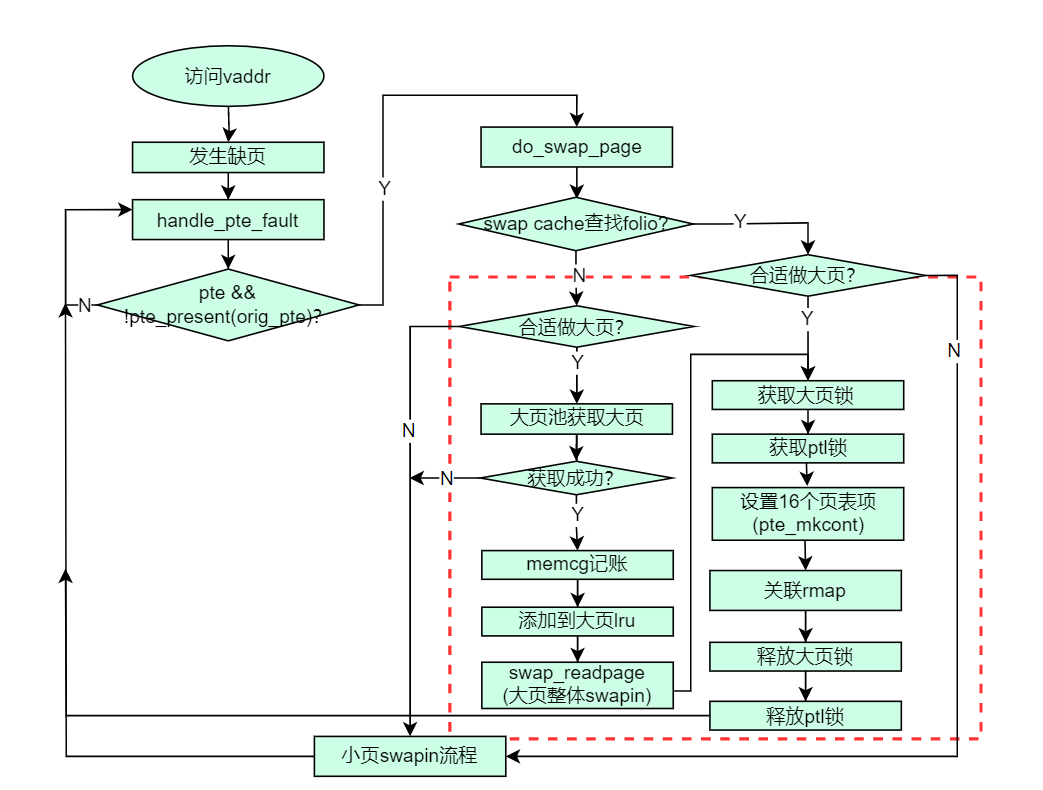 访问vaddr
发生缺页
handle_pte_fault
pte &&
!pte_present(orig_pte)?
N
Y
do_swap_page
swap cache查找folio?
Y
N
合适做大页?
Y
N
合适做大页?
Y
N
大页池获取大页
获取成功?
N
Y
memcg记账
添加到大页lru
swap_readpage
(大页整体swapin)
获取大页锁
获取ptl锁
设置16个页表项
(pte_mkcont)
关联rmap
释放大页锁
释放ptl锁
小页swapin流程